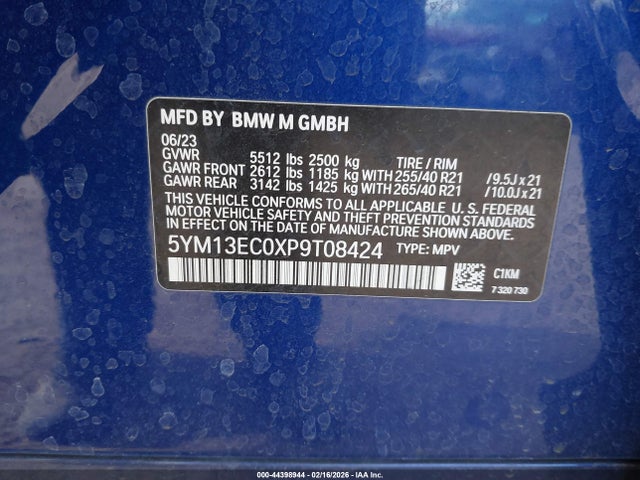 MFD BY BMW M GMBH
06/23
GVWR 5512 lbs 2500 kg TIRE / RIM
GAWR FRONT 2612 lbs 1185 kg WITH 255/40 R21 /9.5J x 21
GAWR REAR 3142 lbs 1425 kg WITH 265/40 R21 /10.0J x 21
THIS VEHICLE CONFORMS TO ALL APPLICABLE U.S. FEDERAL
MOTOR VEHICLE SAFETY AND THEFT PREVENTION STANDARDS
IN EFFECT ON THE DATE OF MANUFACTURE SHOWN ABOVE.
5YM13EC0XP9T08424 TYPE: MPV
C1KM
7 320 730
000-44398944 - 02/16/2026 - IAA Inc.